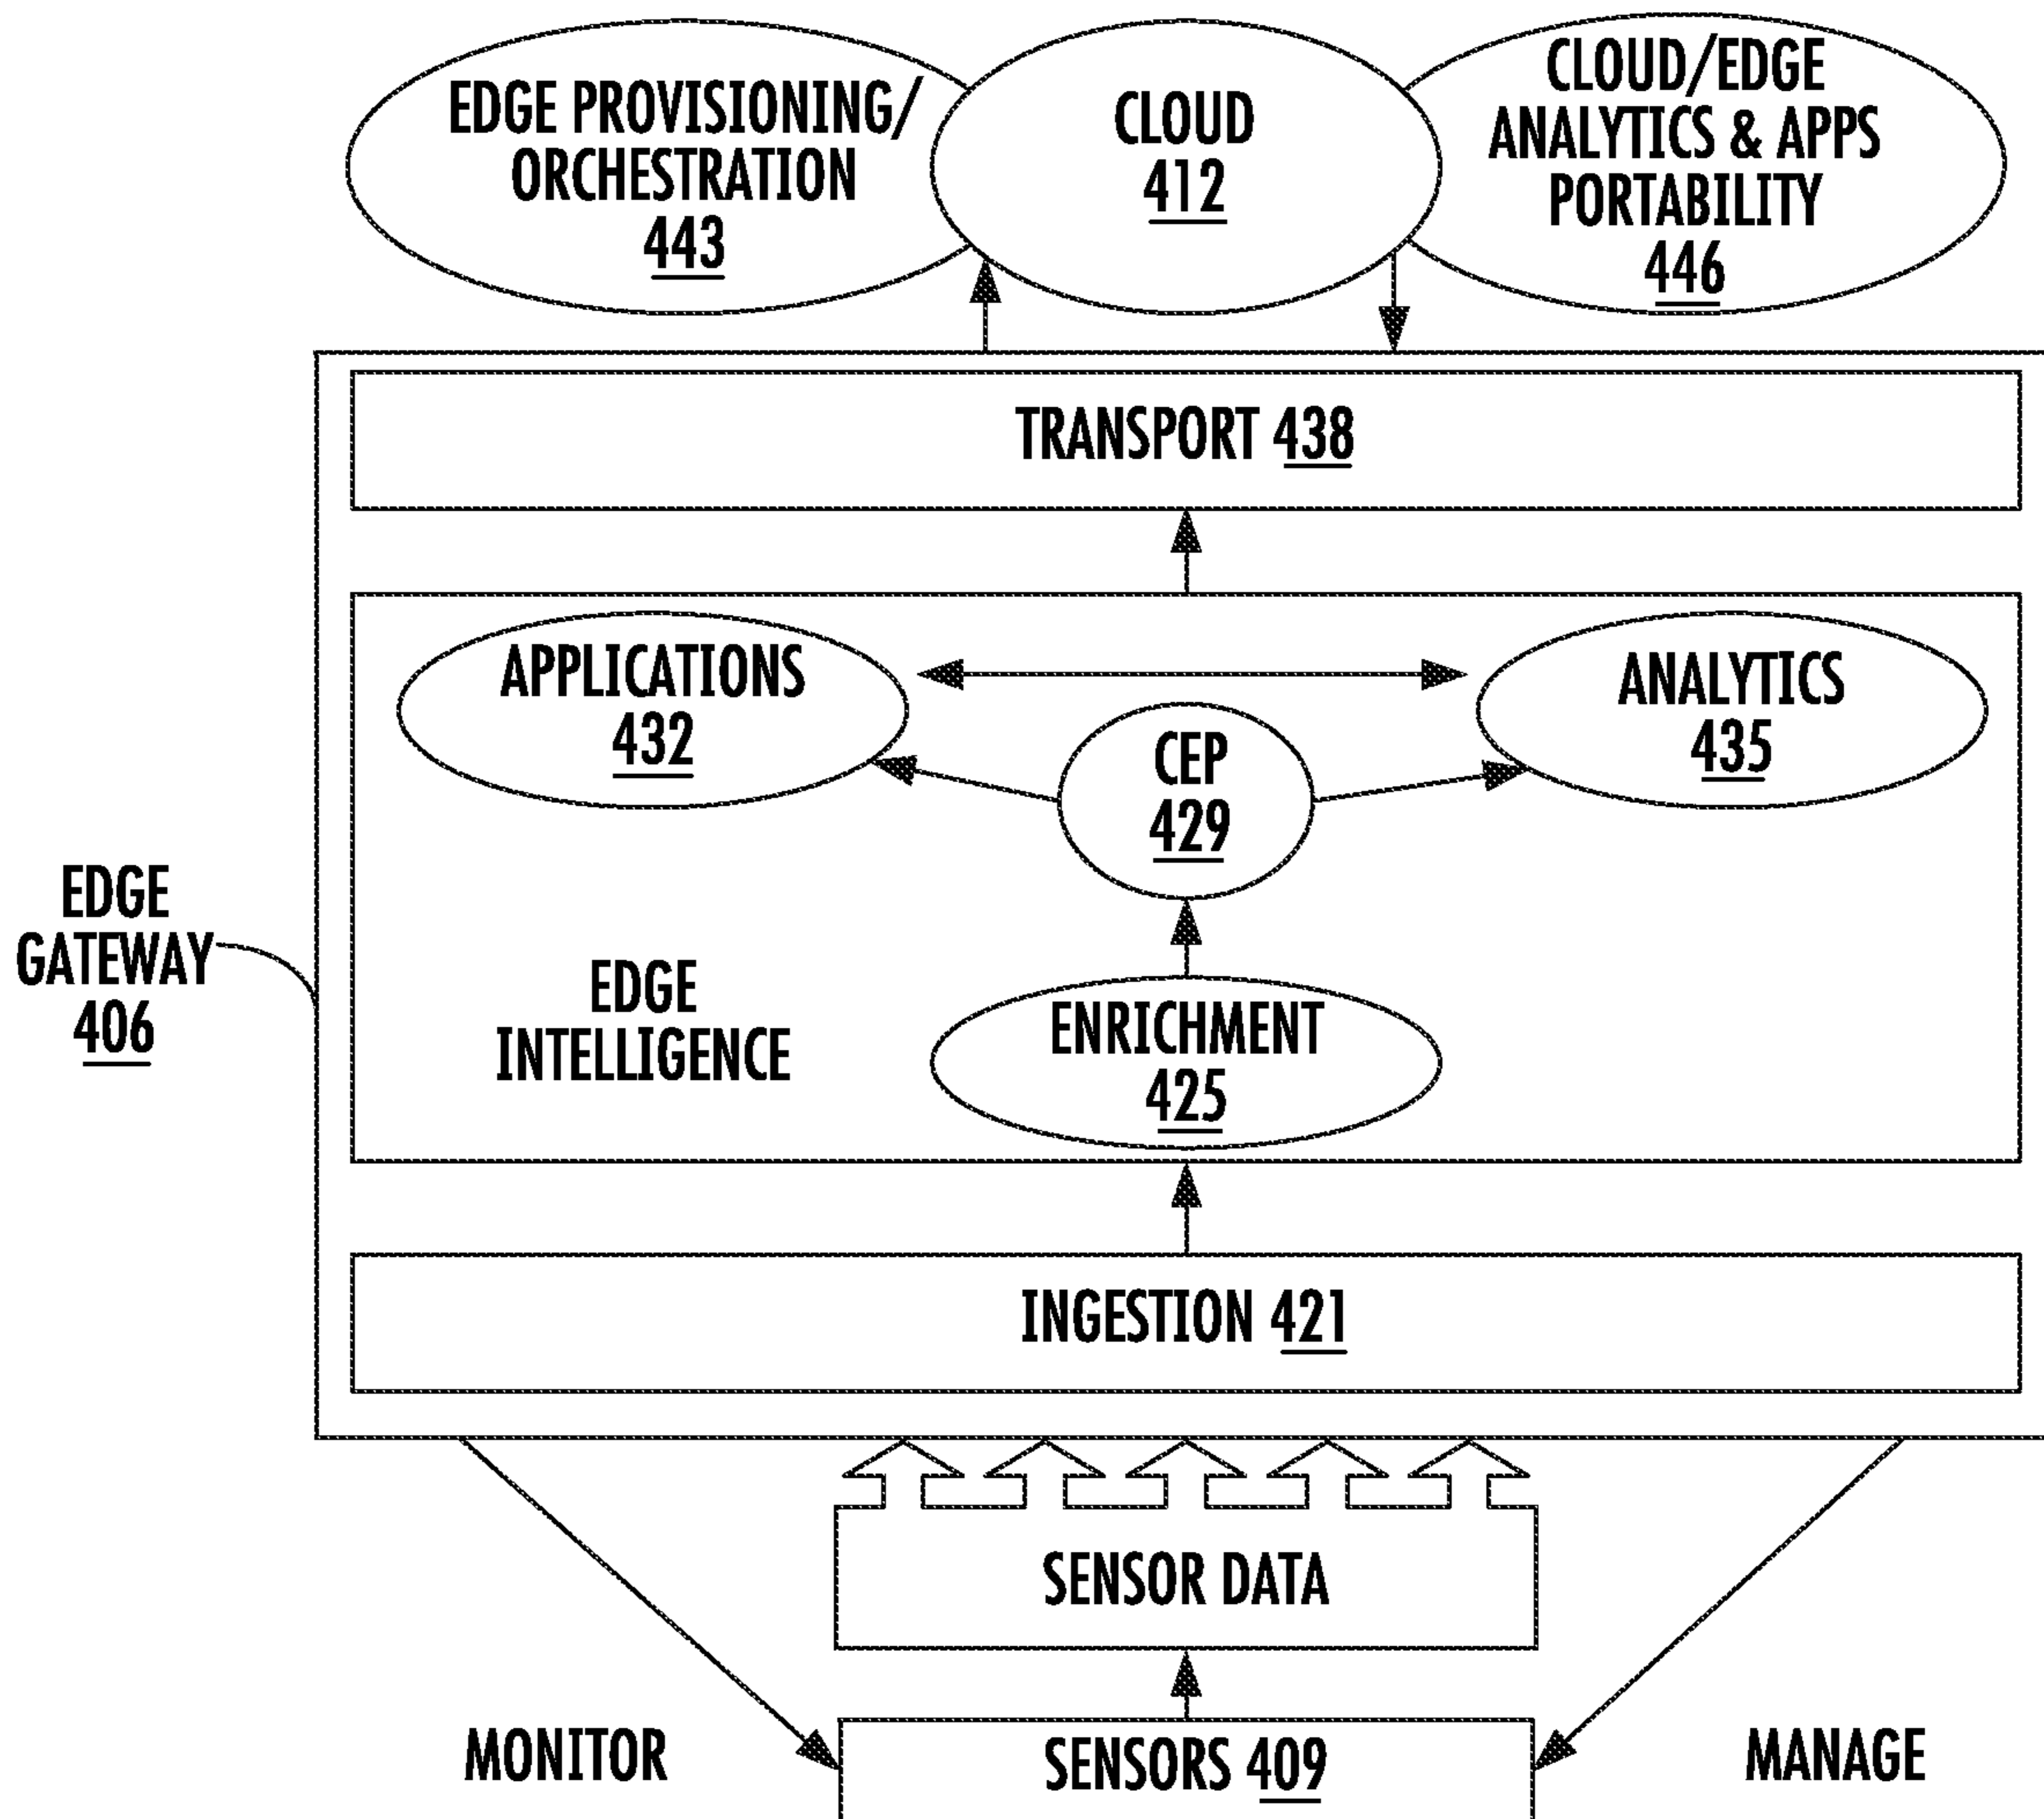 EDGE PROVISIONING/
ORCHESTRATION
443
CLOUD
412
CLOUD/EDGE
ANALYTICS & APPS
PORTABILITY
446
TRANSPORT 438
APPLICATIONS
432
ANALYTICS
435
CEP
429
EDGE
GATEWAY
406
EDGE
INTELLIGENCE
ENRICHMENT
425
INGESTION 421
SENSOR DATA
MONITOR
SENSORS 409
MANAGE